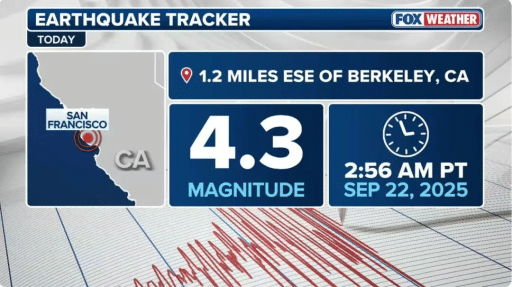 EARTHQUAKE TRACKER
FOX WEATHER
TODAY
1.2 MILES ESE OF BERKELEY, CA
SAN
FRANCISCO
CA
4.3
MAGNITUDE
2:56 AM PT
SEP 22, 2025